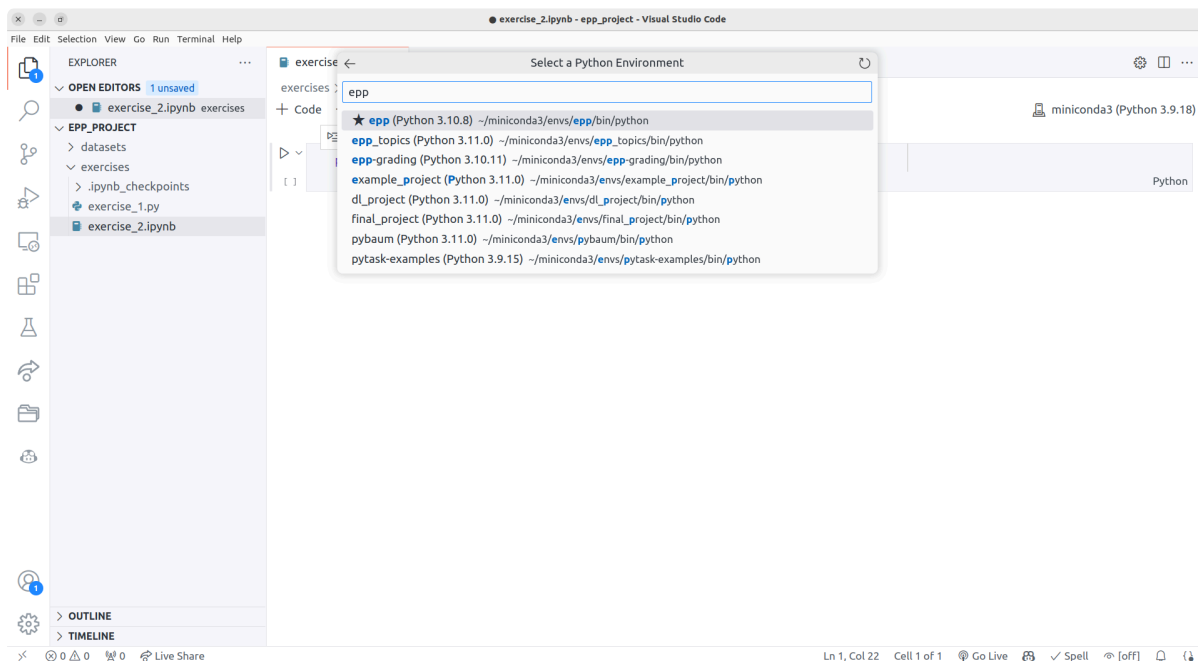 ● exercise_2.ipynb - epp_project - Visual Studio Code
File Edit Selection View Go Run Terminal Help
EXPLORER
OPEN EDITORS 1 unsaved
● exercise_2.ipynb exercises
EPP_PROJECT
datasets
exercises
.ipynb_checkpoints
exercise_1.py
exercise_2.ipynb
OUTLINE
TIMELINE
exercise
exercises
+ Code
[ ]
Select a Python Environment
epp
★ epp (Python 3.10.8) ~/miniconda3/envs/epp/bin/python
epp_topics (Python 3.11.0) ~/miniconda3/envs/epp_topics/bin/python
epp-grading (Python 3.10.11) ~/miniconda3/envs/epp-grading/bin/python
example_project (Python 3.11.0) ~/miniconda3/envs/example_project/bin/python
dl_project (Python 3.11.0) ~/miniconda3/envs/dl_project/bin/python
final_project (Python 3.11.0) ~/miniconda3/envs/final_project/bin/python
pybaum (Python 3.11.0) ~/miniconda3/envs/pybaum/bin/python
pytask-examples (Python 3.9.15) ~/miniconda3/envs/pytask-examples/bin/python
miniconda3 (Python 3.9.18)
Python
1
1
0 0 0 Live Share
Ln 1, Col 22 Cell 1 of 1 Go Live Spell [off]